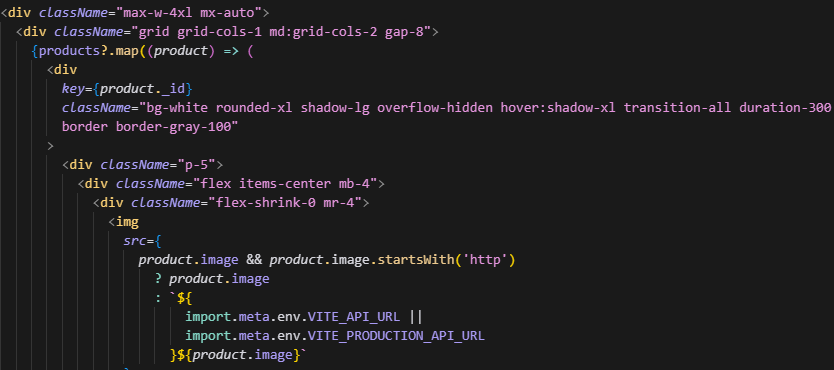 <div className="max-w-4xl mx-auto">
<div className="grid grid-cols-1 md:grid-cols-2 gap-8">
{products?.map((product) => (
<div
key={product._id}
className="bg-white rounded-xl shadow-lg overflow-hidden hover:shadow-xl transition-all duration-300
border border-gray-100"
>
<div className="p-5">
<div className="flex items-center mb-4">
<div className="flex-shrink-0 mr-4">
<img
src={
product.image && product.image.startsWith('http')
? product.image
: `${
import.meta.env.VITE_API_URL ||
import.meta.env.VITE_PRODUCTION_API_URL
}${product.image}`
}